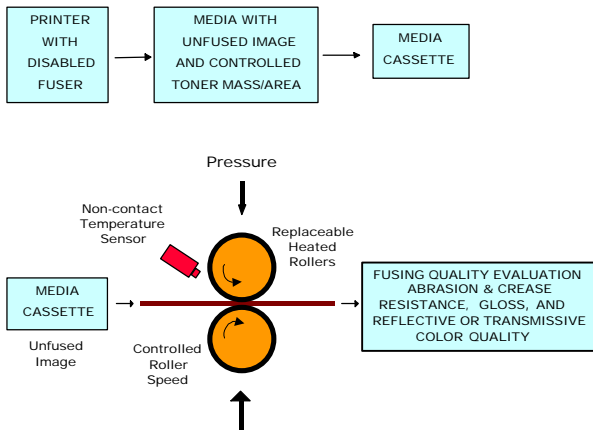 PRINTER
WITH
DISABLED
FUSER
MEDIA WITH
UNFUSED IMAGE
AND CONTROLLED
TONER MASS/AREA
MEDIA
CASSETTE
Pressure
Non-contact
Temperature
Sensor
Replaceable
Heated
Rollers
MEDIA
CASSETTE
Unfused
Image
Controlled
Roller
Speed
FUSING QUALITY EVALUATION
ABRASION & CREASE
RESISTANCE, GLOSS, AND
REFLECTIVE OR TRANSMISSIVE
COLOR QUALITY